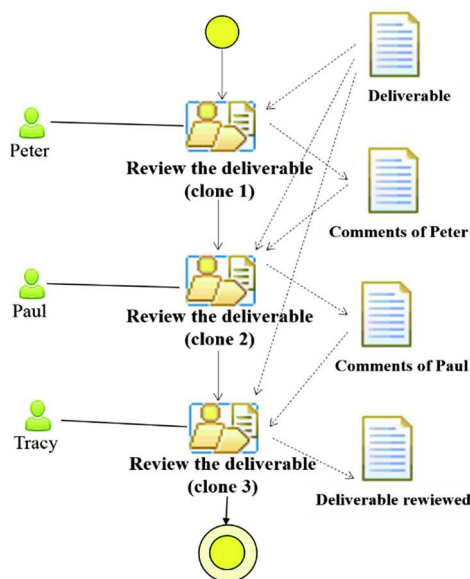 Deliverable
Peter
Review the deliverable
(clone 1)
Comments of Peter
Paul
Review the deliverable
(clone 2)
Comments of Paul
Tracy
Review the deliverable
(clone 3)
Deliverable rewiewed